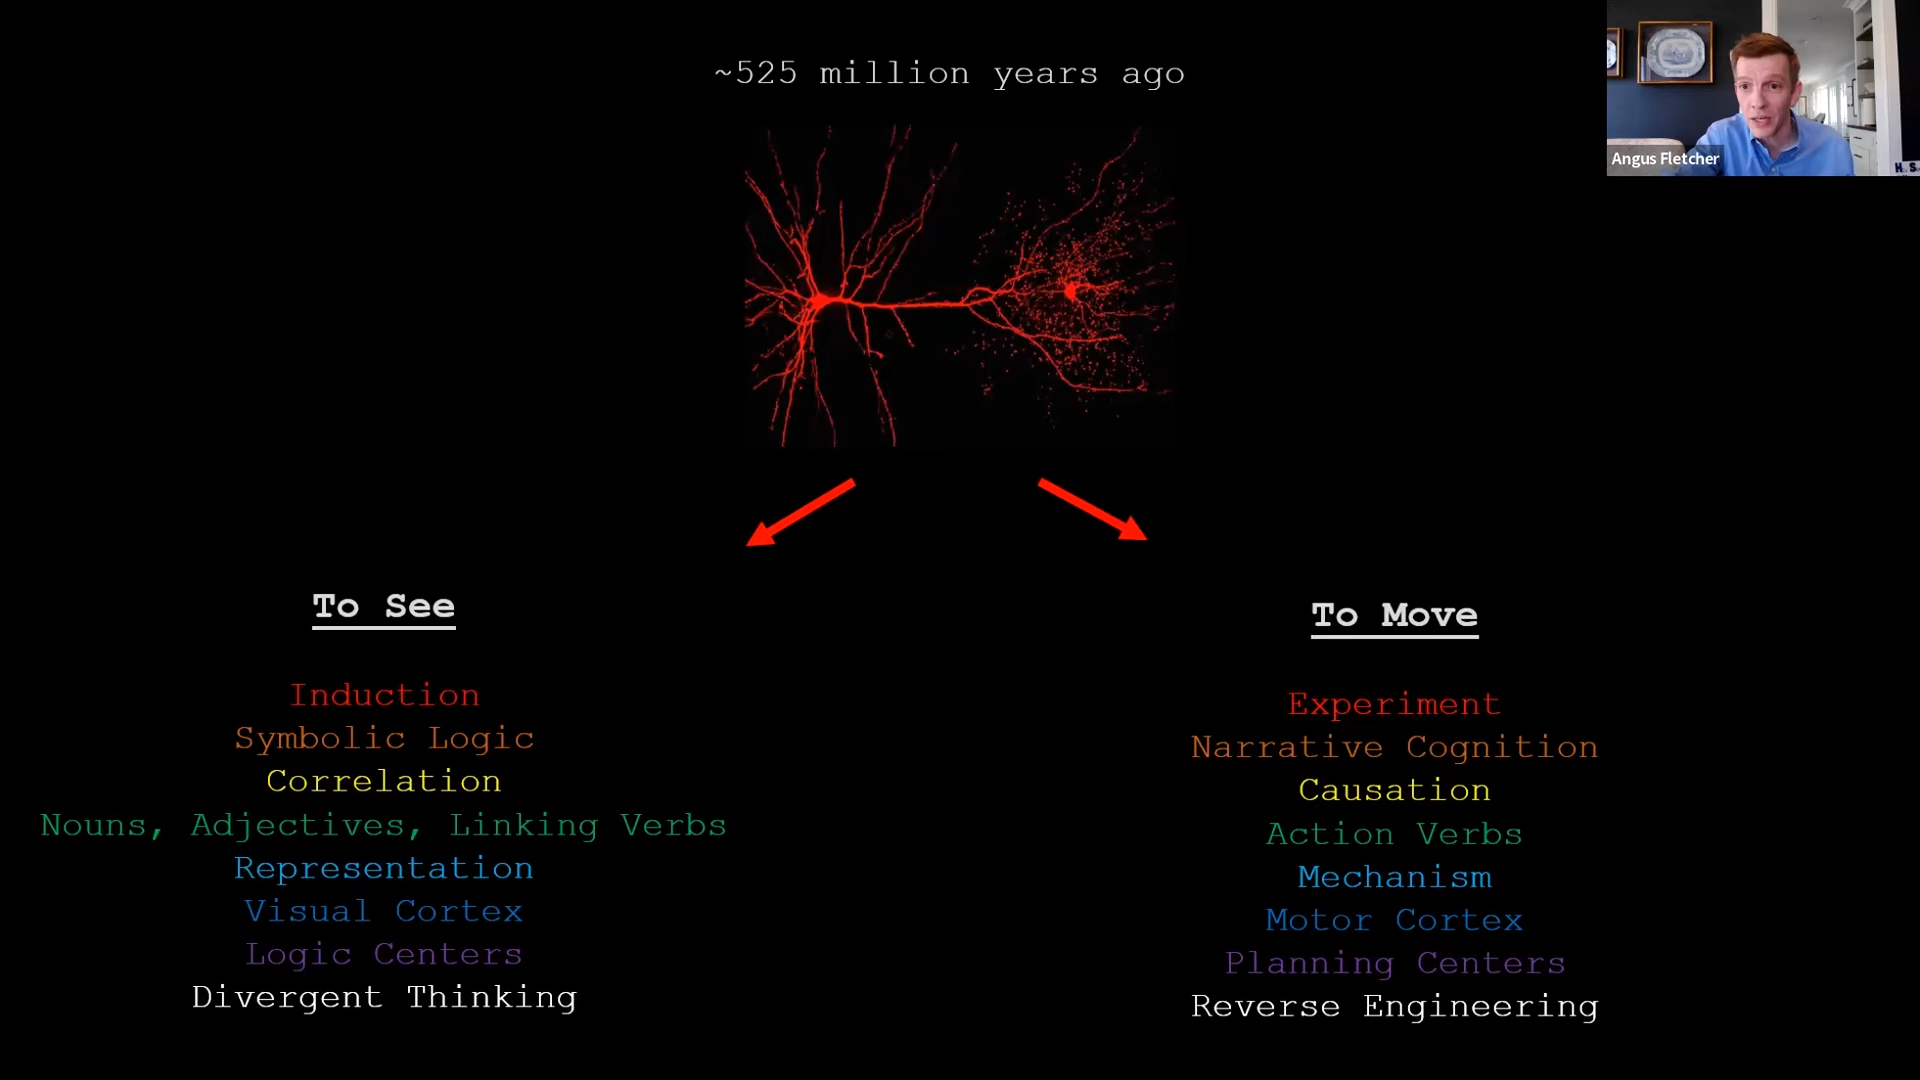 ~525 million years ago
Angus Fletcher
To See
Induction
Symbolic Logic
Correlation
Nouns, Adjectives, Linking Verbs
Representation
Visual Cortex
Logic Centers
Divergent Thinking
To Move
Experiment
Narrative Cognition
Causation
Action Verbs
Mechanism
Motor Cortex
Planning Centers
Reverse Engineering